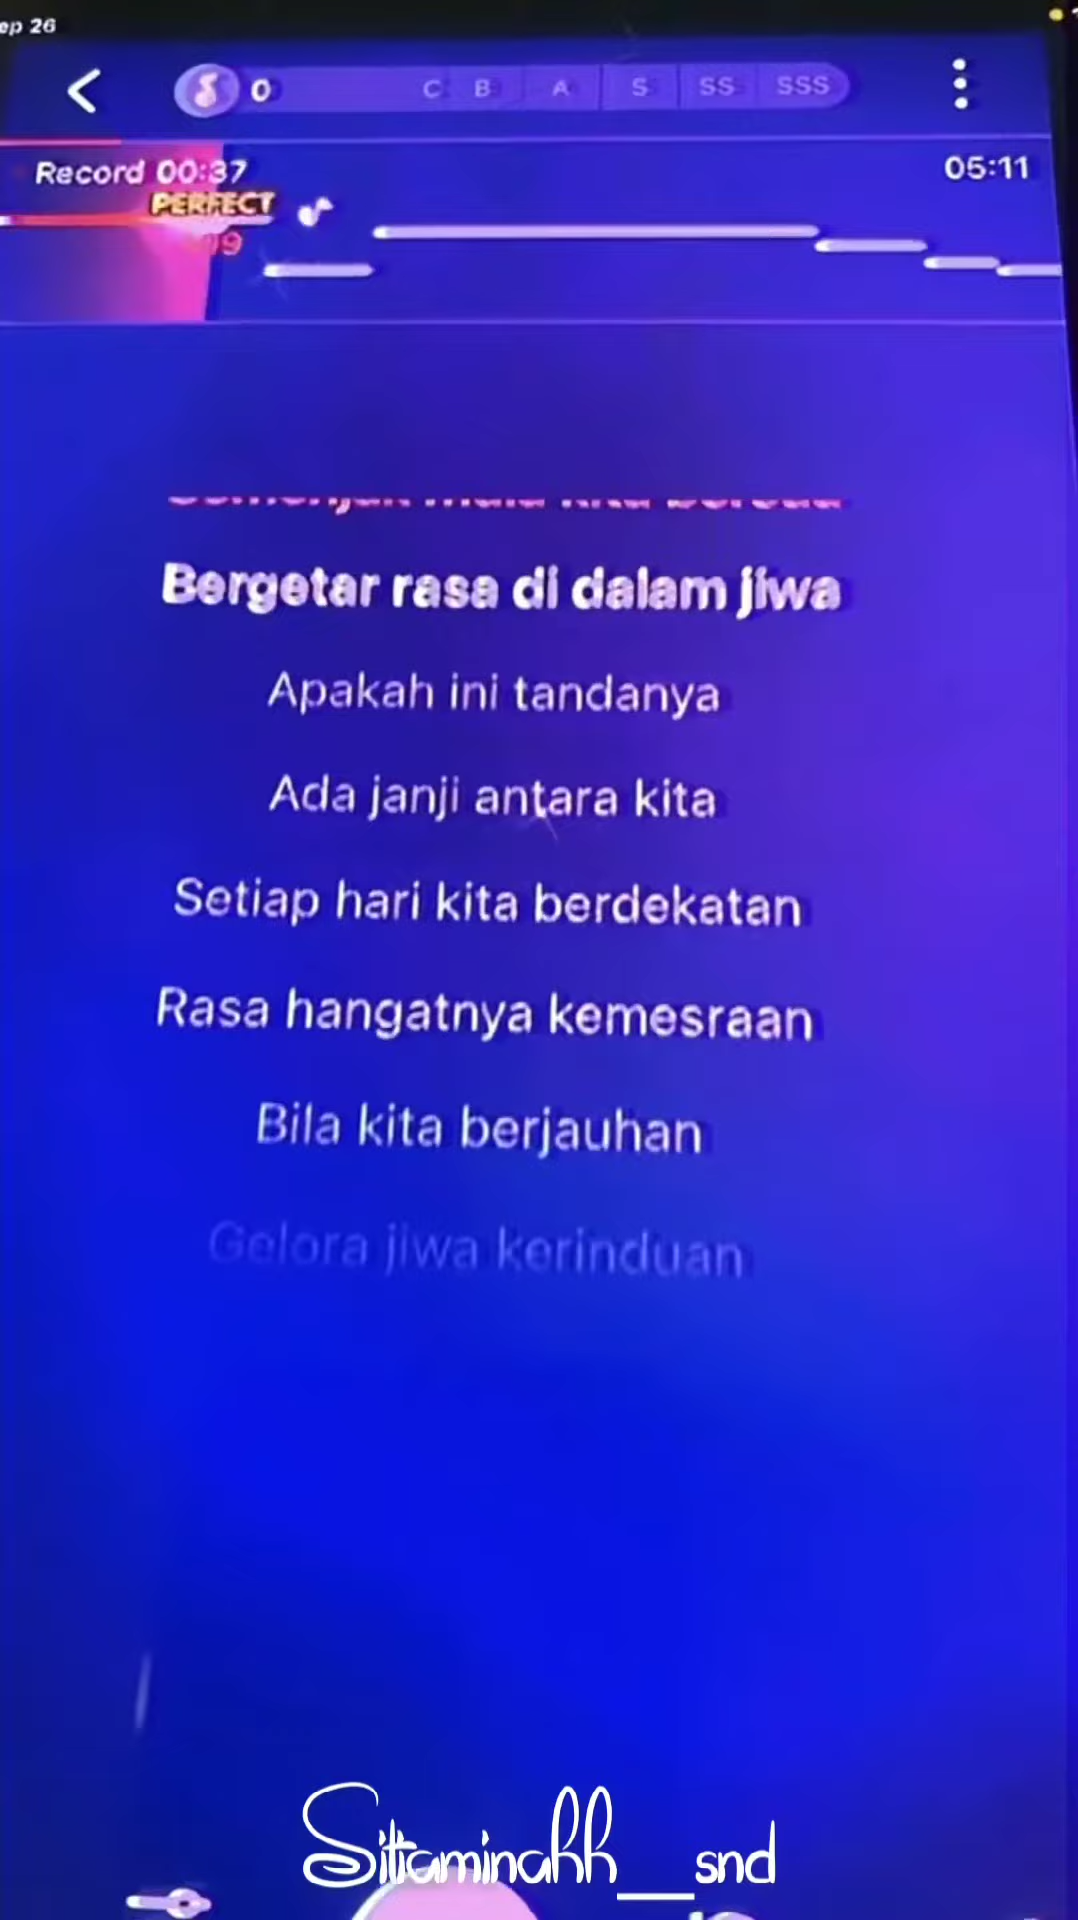 ep 26
0 C B A S SS SSS
Record 00:37 05:11
PERFECT
Bergetar rasa di dalam jiwa
Apakah ini tandanya
Ada janji antara kita
Setiap hari kita berdekatan
Rasa hangatnya kemesraan
Bila kita berjauhan
Gelora jiwa kerinduan
Sitiaminahh__snd